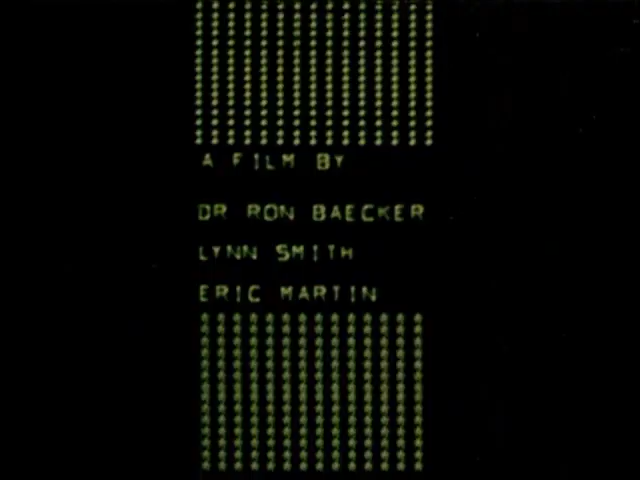 A FILM BY
DR RON BAECKER
LYNN SMITH
ERIC MARTIN